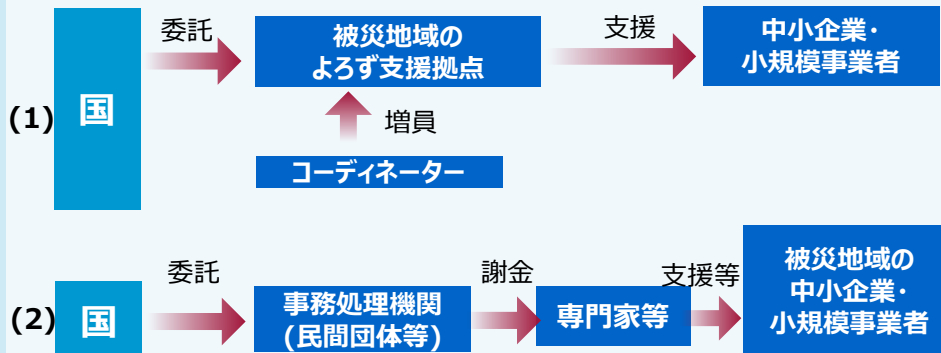 (1)
国
委託
被災地域の
よろず支援拠点
支援
中小企業・
小規模事業者
増員
コーディネーター
(2)
国
委託
事務処理機関
(民間団体等)
謝金
専門家等
支援等
被災地域の
中小企業・
小規模事業者